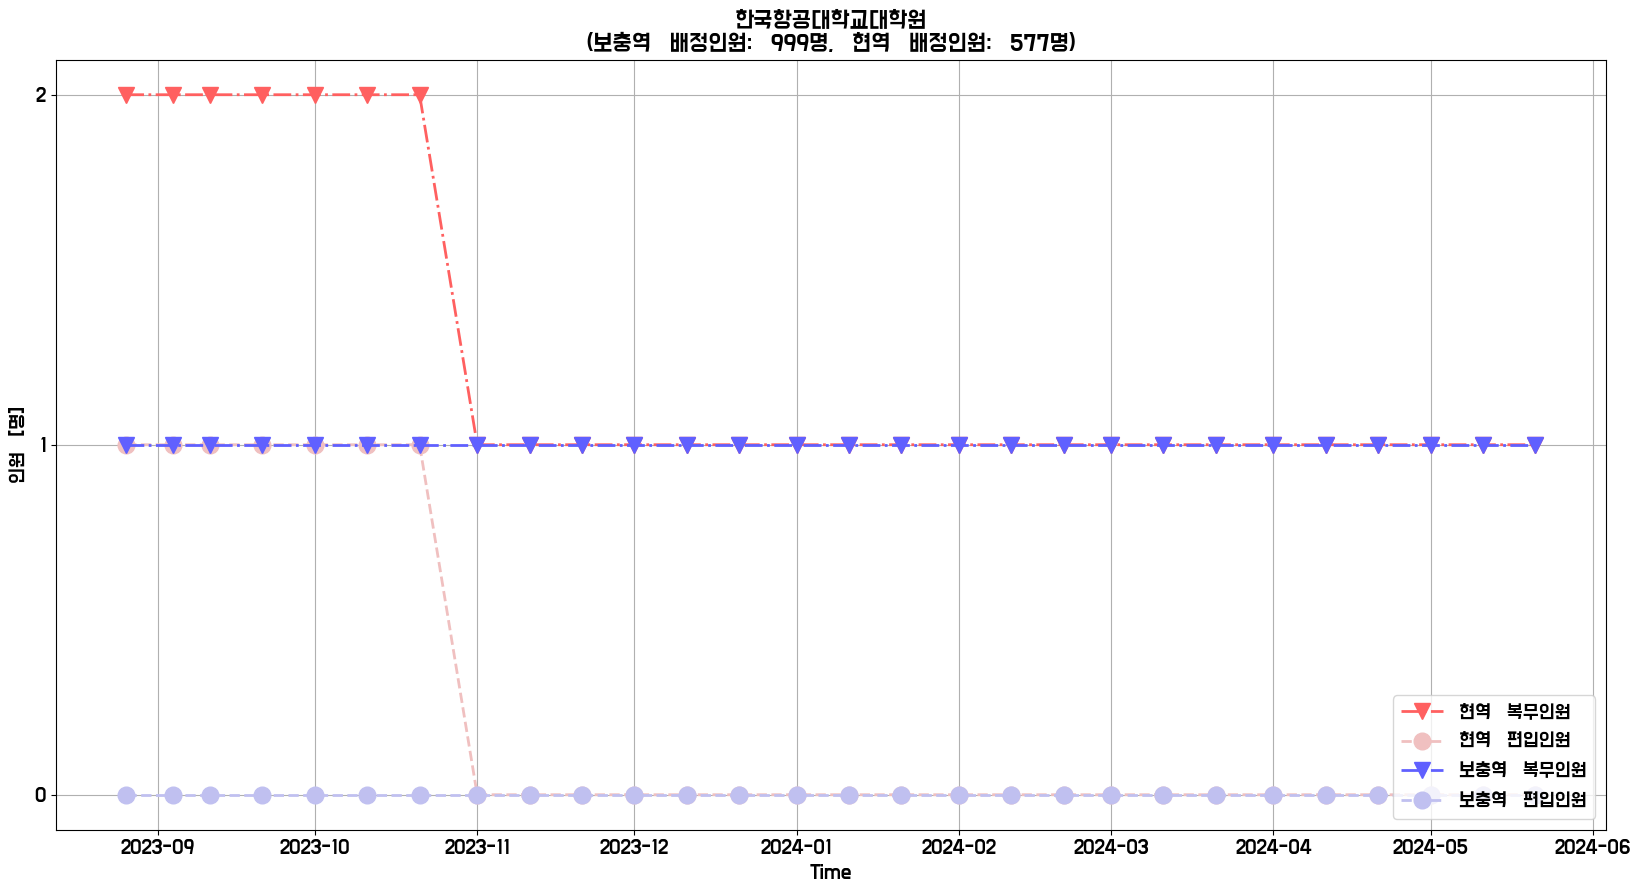 한국항공대학교대학원
(보충역 배정인원: 999명, 현역 배정인원: 577명)
인원 [명]
2
1
0
현역 복무인원
현역 편입인원
보충역 복무인원
보충역 편입인원
2023-09 2023-10 2023-11 2023-12 2024-01 2024-02 2024-03 2024-04 2024-05 2024-06
Time